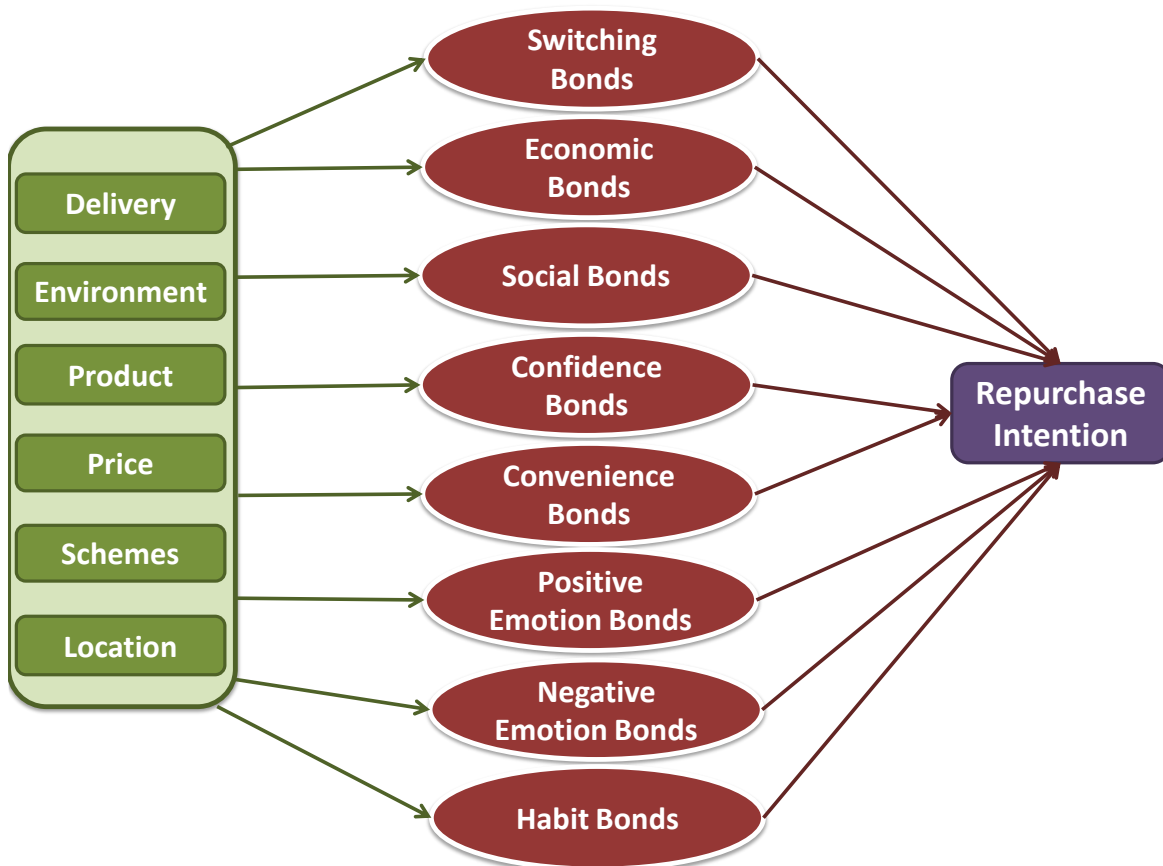 Delivery
Environment
Product
Price
Schemes
Location
Switching
Bonds
Economic
Bonds
Social Bonds
Confidence
Bonds
Convenience
Bonds
Positive
Emotion Bonds
Negative
Emotion Bonds
Habit Bonds
Repurchase
Intention